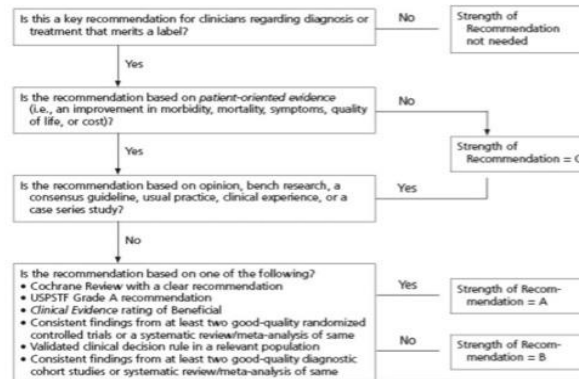 Is this a key recommendation for clinicians regarding diagnosis or
treatment that merits a label?
No
Strength of
Recommendation
not needed
Yes
Is the recommendation based on patient-oriented evidence
(i.e., an improvement in morbidity, mortality, symptoms, quality
of life, or cost)?
No
Strength of
Recommendation = C
Yes
Is the recommendation based on opinion, bench research, a
consensus guideline, usual practice, clinical experience, or a
case series study?
Yes
No
Is the recommendation based on one of the following?
• Cochrane Review with a clear recommendation
• USPSTF Grade A recommendation
• Clinical Evidence rating of Beneficial
• Consistent findings from at least two good-quality randomized
controlled trials or a systematic review/meta-analysis of same
• Validated clinical decision rule in a relevant population
• Consistent findings from at least two good-quality diagnostic
cohort studies or systematic review/meta-analysis of same
Yes
Strength of Recom-
mendation = A
No
Strength of Recom-
mendation = B